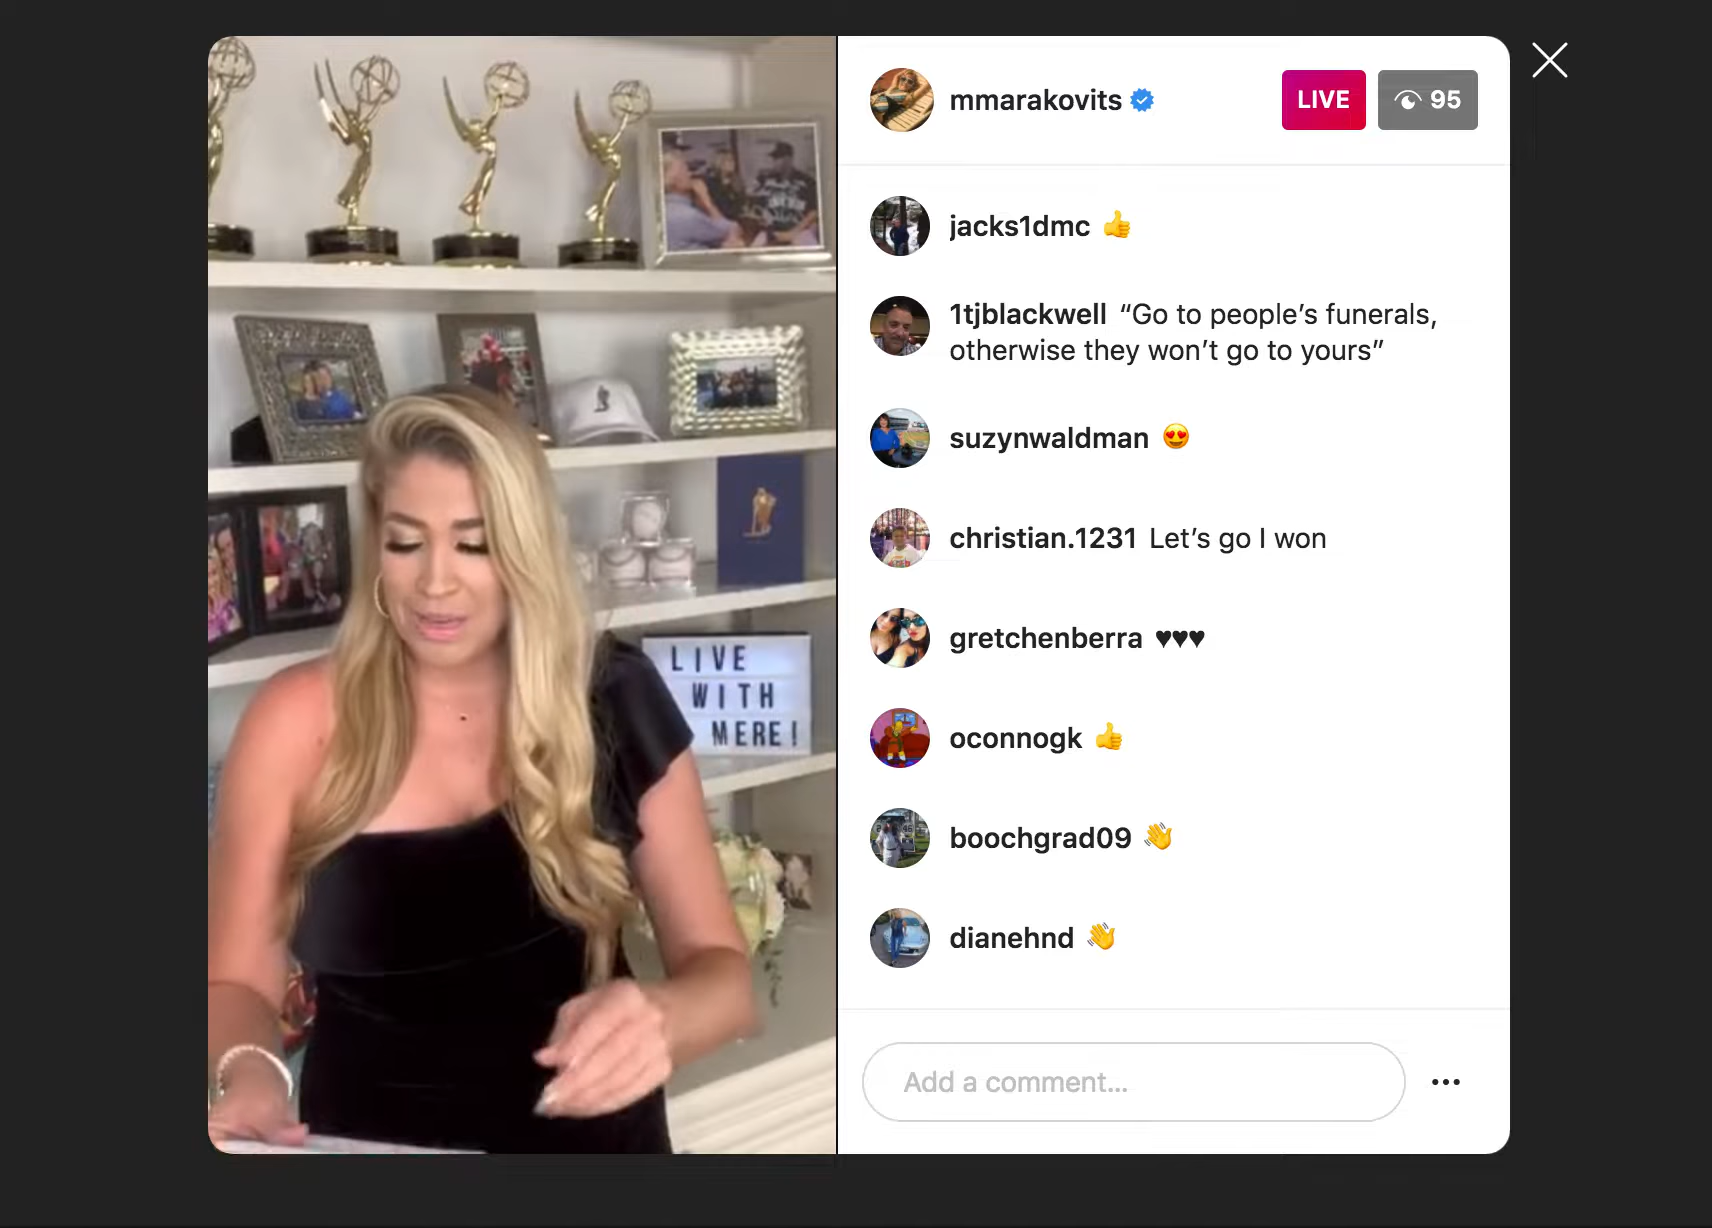 LIVE
WITH
MERE!
mmarakovits
LIVE
95
jacks1dmc 👍
1tjblackwell “Go to people’s funerals,
otherwise they won’t go to yours”
suzynwaldman 😍
christian.1231 Let’s go I won
gretchenberra ♥♥♥
oconnogk 👍
boochgrad09 👋
dianehnd 👋
Add a comment...